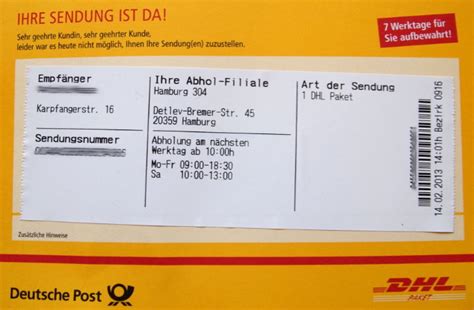 IHRE SENDUNG IST DA!
Sehr geehrte Kundin, sehr geehrter Kunde,
leider war es heute nicht möglich, Ihnen Ihre Sendung(en) zuzustellen.
7 Werktage für
Sie aufbewahrt!
Empfänger
Karpfangerstr. 16
Sendungsnummer
Ihre Abhol-Filiale
Hamburg 304
Detlev-Bremer-Str. 45
20359 Hamburg
Abholung am nächsten
Werktag ab 10:00h
Mo-Fr 09:00-18:30
Sa 10:00-13:00
Art der Sendung
1 DHL Paket
14.02.2013 14:01h Bezirk 0916
Zusätzliche Hinweise
Deutsche Post
DHL
PAKET